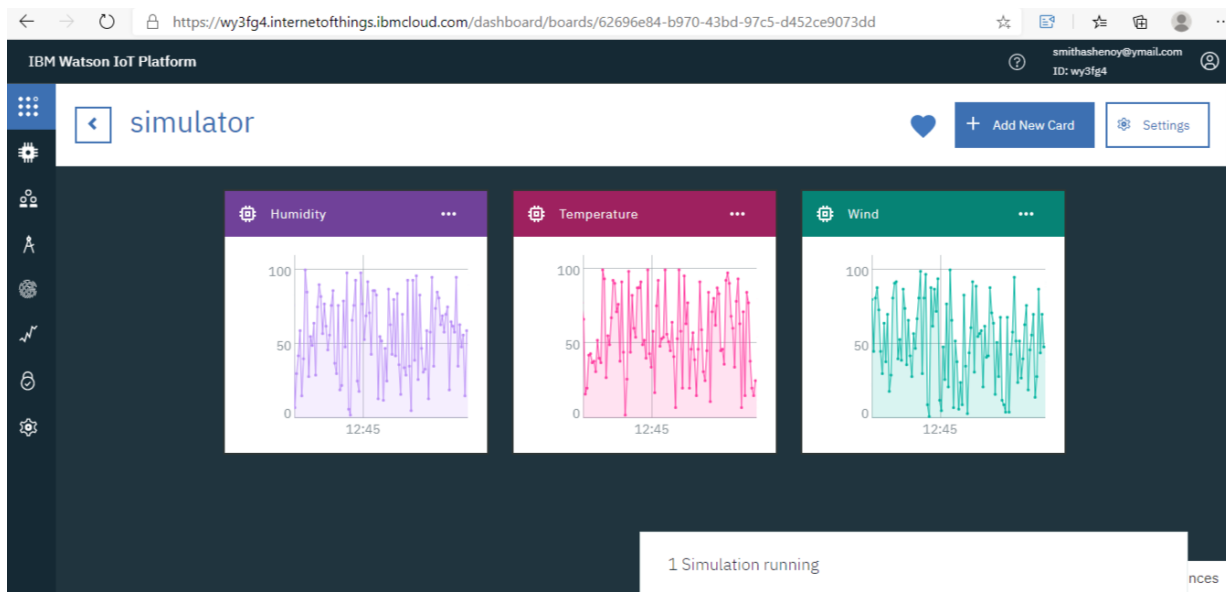 https://wy3fg4.internetofthings.ibmcloud.com/dashboard/boards/62696e84-b970-43bd-97c5-d452ce9073dd
IBM Watson IoT Platform
smithashenoy@ymail.com
ID: wy3fg4
simulator
+ Add New Card
Settings
Humidity
100
50
0
12:45
Temperature
100
50
0
12:45
Wind
100
50
0
12:45
1 Simulation running
nces